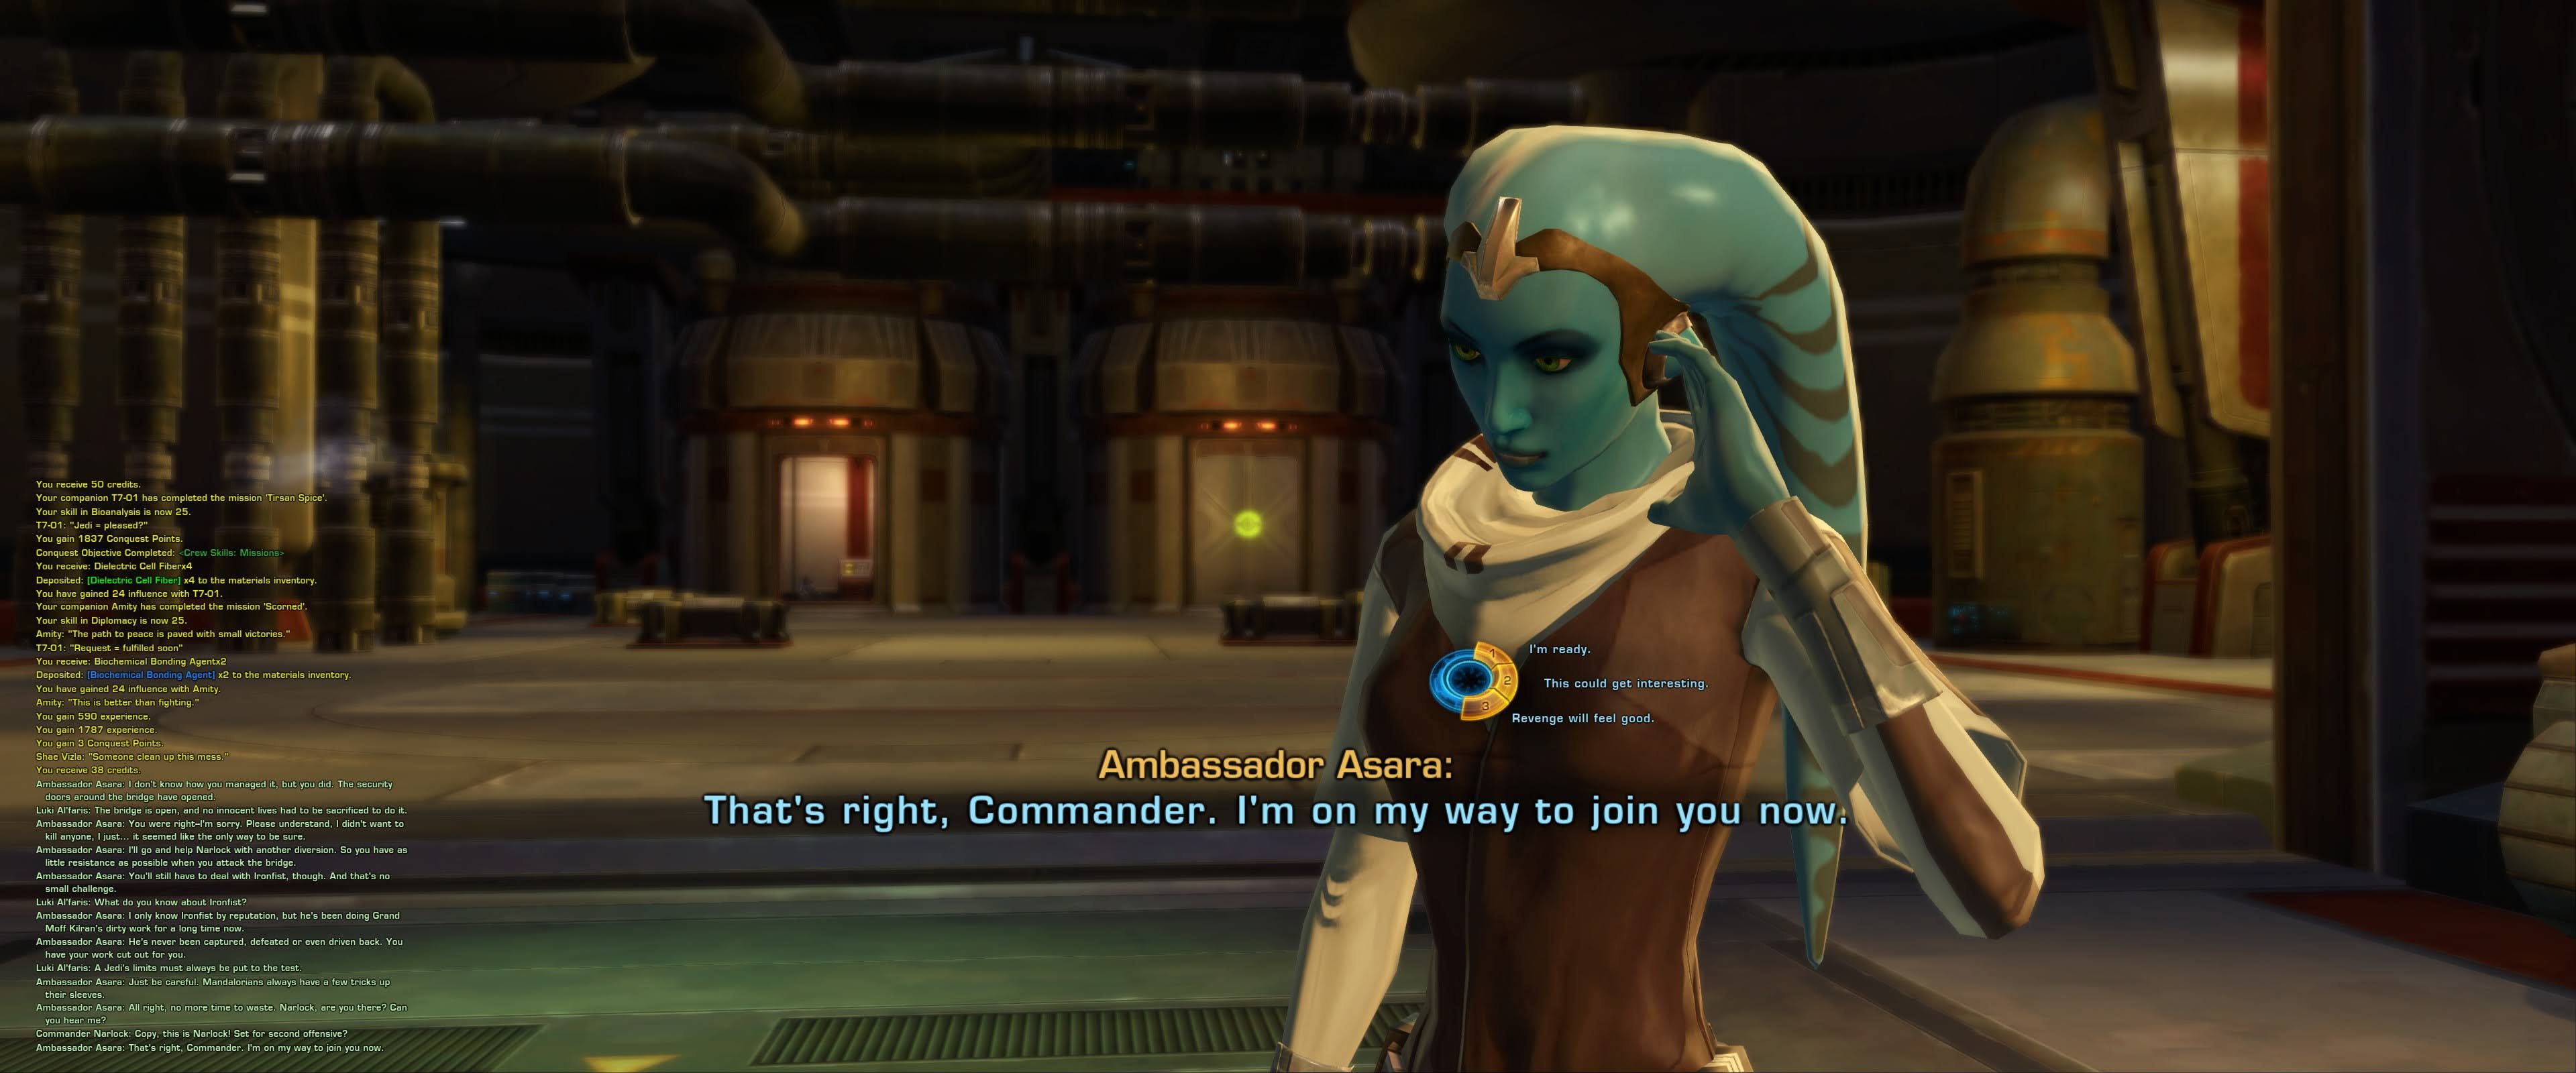 You receive 50 credits.
Your companion T7-01 has completed the mission 'Tirsan Spice'.
Your skill in Bioanalysis is now 25.
T7-01: "Jedi = pleased?"
You gain 1837 Conquest Points.
Conquest Objective Completed: <Crew Skills: Missions>
You receive: Dielectric Cell Fiberx4
Deposited: [Dielectric Cell Fiber] x4 to the materials inventory.
You have gained 24 influence with T7-01.
Your companion Amity has completed the mission 'Scorned'.
Your skill in Diplomacy is now 25.
Amity: "The path to peace is paved with small victories."
T7-01: "Request = fulfilled soon"
You receive: Biochemical Bonding Agentx2
Deposited: [Biochemical Bonding Agent] x2 to the materials inventory.
You have gained 24 influence with Amity.
Amity: "This is better than fighting."
You gain 590 experience.
You gain 1787 experience.
You gain 3 Conquest Points.
Shae Vizla: "Someone clean up this mess."
You receive 38 credits.
Ambassador Asara: I don't know how you managed it, but you did. The security
doors around the bridge have opened.
Luki Al'faris: The bridge is open, and no innocent lives had to be sacrificed to do it.
Ambassador Asara: You were right–I'm sorry. Please understand, I didn't want to
kill anyone, I just... it seemed like the only way to be sure.
Ambassador Asara: I'll go and help Narlock with another diversion. So you have as
little resistance as possible when you attack the bridge.
Ambassador Asara: You'll still have to deal with Ironfist, though. And that's no
small challenge.
Luki Al'faris: What do you know about Ironfist?
Ambassador Asara: I only know Ironfist by reputation, but he's been doing Grand
Moff Kilran's dirty work for a long time now.
Ambassador Asara: He's never been captured, defeated or even driven back. You
have your work cut out for you.
Luki Al'faris: A Jedi's limits must always be put to the test.
Ambassador Asara: Just be careful. Mandalorians always have a few tricks up
their sleeves.
Ambassador Asara: All right, no more time to waste. Narlock, are you there? Can
you hear me?
Commander Narlock: Copy, this is Narlock! Set for second offensive?
Ambassador Asara: That's right, Commander. I'm on my way to join you now.
1 I'm ready.
2 This could get interesting.
3 Revenge will feel good.
Ambassador Asara:
That's right, Commander. I'm on my way to join you now.